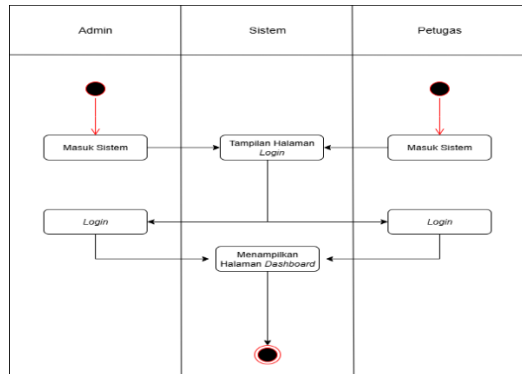 Admin
Sistem
Petugas
Masuk Sistem
Tampilan Halaman
Login
Masuk Sistem
Login
Login
Menampilkan
Halaman Dashboard